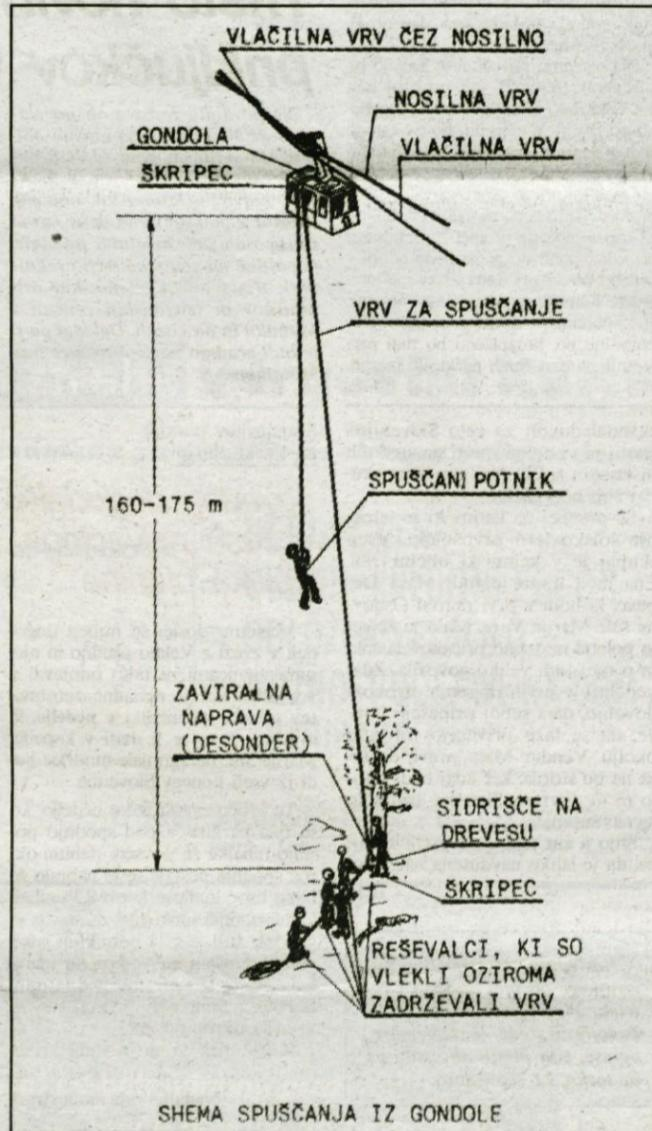 VLAČILNA VRV ČEZ NOSILNO
NOSILNA VRV
GONDOLA
VLAČILNA VRV
ŠKRIPEC
VRV ZA SPUŠČANJE
SPUŠČANI POTNIK
160-175 m
ZAVIRALNA
NAPRAVA
(DESONDER)
SIDRIŠČE NA
DREVESU
ŠKRIPEC
REŠEVALCI, KI SO
VLEKLI OZIROMA
ZADRŽEVALI VRV
SHEMA SPUŠČANJA IZ GONDOLE